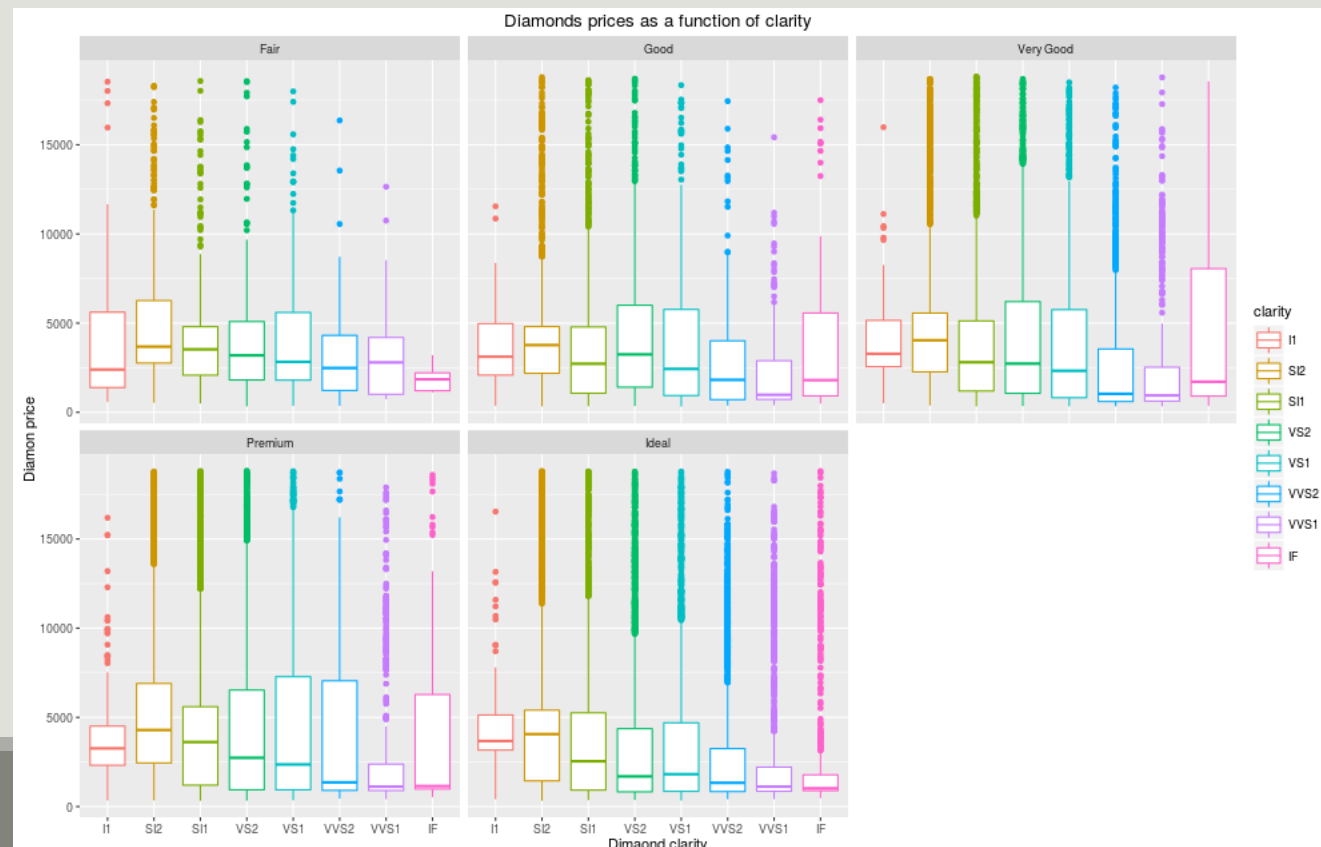 Diamonds prices as a function of clarity
Fair
Good
Very Good
15000
10000
5000
0
Premium
Ideal
15000
10000
5000
0
I1 SI2 SI1 VS2 VS1 VVS2 VVS1 IF
I1 SI2 SI1 VS2 VS1 VVS2 VVS1 IF
Dimaond clarity
Diamon price
clarity
I1
SI2
SI1
VS2
VS1
VVS2
VVS1
IF